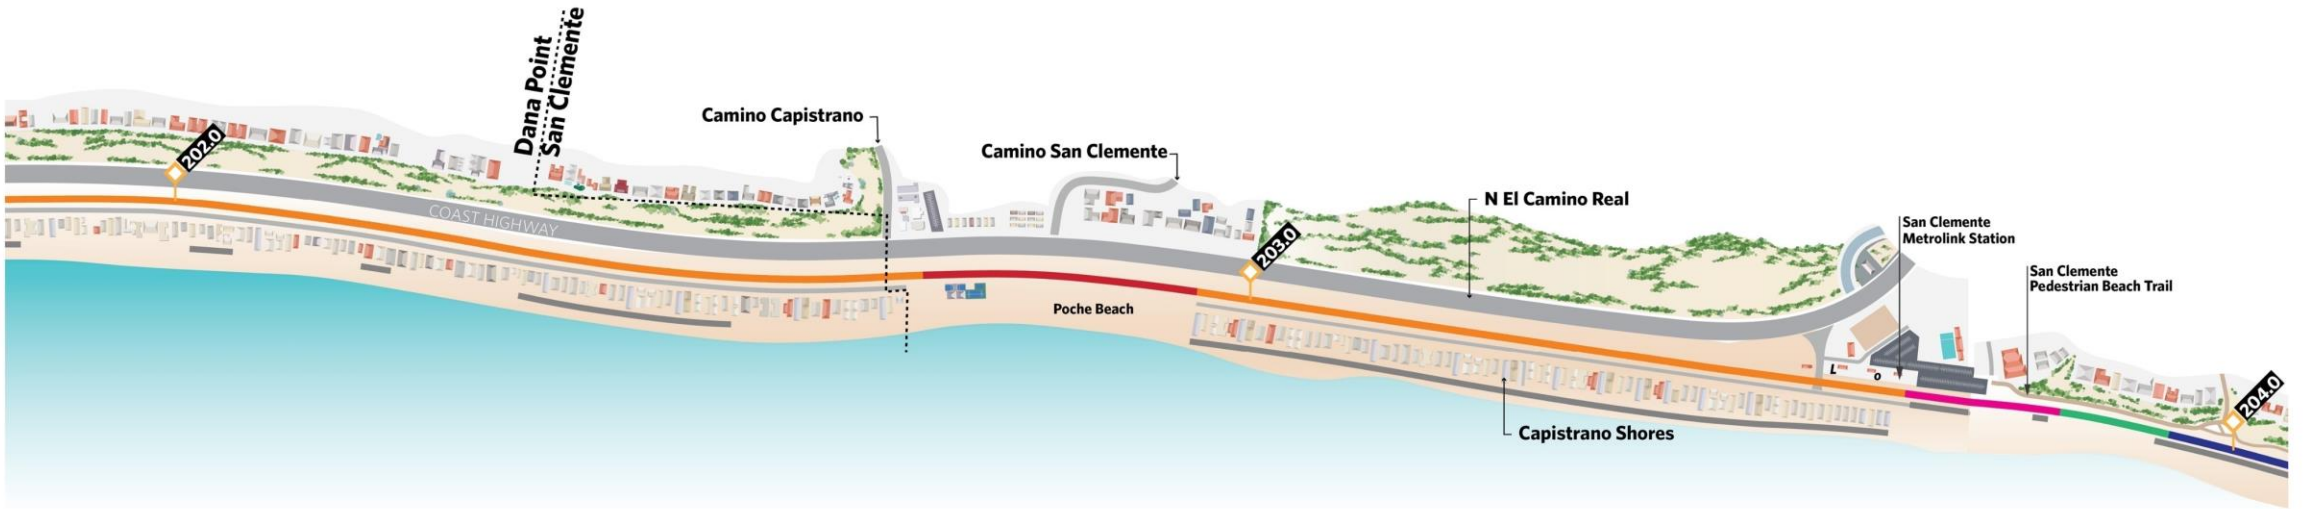 Dana Point
San Clemente
202.0
COAST HIGHWAY
Camino Capistrano
Camino San Clemente
Poche Beach
203.0
N El Camino Real
Capistrano Shores
San Clemente
Metrolink Station
L
o
San Clemente
Pedestrian Beach Trail
204.0